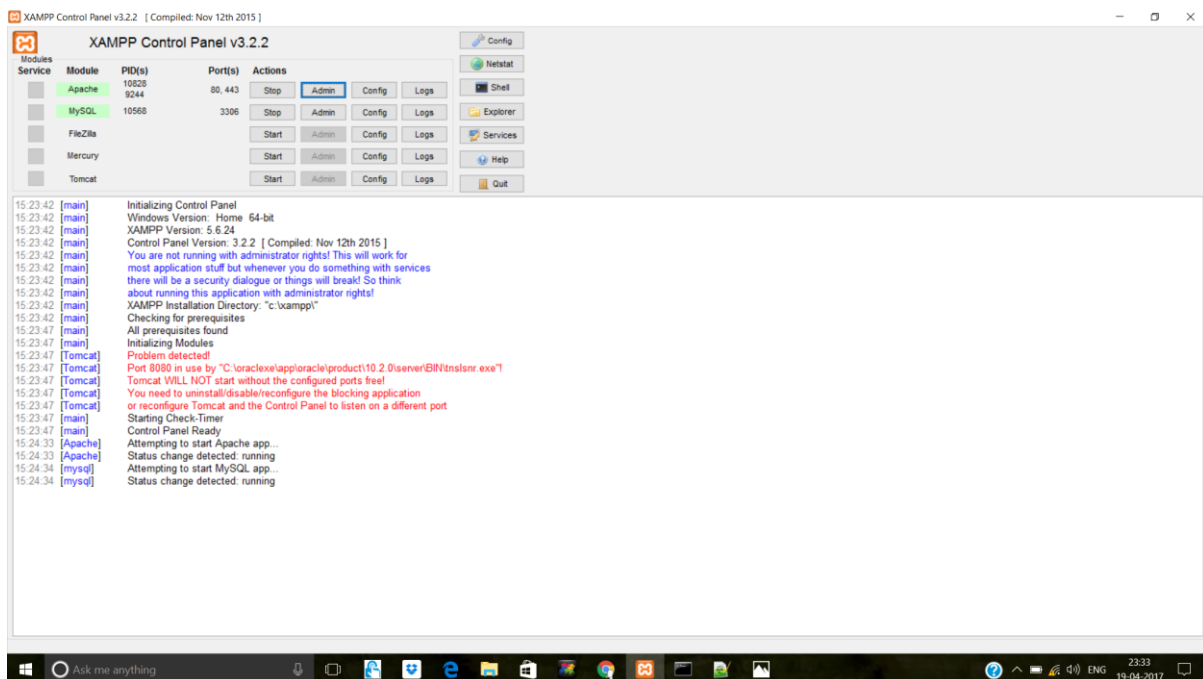 XAMPP Control Panel v3.2.2 [ Compiled: Nov 12th 2015 ]
XAMPP Control Panel v3.2.2
Config
Modules
Service Module PID(s) Port(s) Actions
Netstat
Apache 10828 9244 80, 443 Stop Admin Config Logs
Shell
MySQL 10568 3306 Stop Admin Config Logs
Explorer
FileZilla Start Admin Config Logs
Services
Mercury Start Admin Config Logs
Help
Tomcat Start Admin Config Logs
Quit
15:23:42 [main] Initializing Control Panel
15:23:42 [main] Windows Version: Home 64-bit
15:23:42 [main] XAMPP Version: 5.6.24
15:23:42 [main] Control Panel Version: 3.2.2 [ Compiled: Nov 12th 2015 ]
15:23:42 [main] You are not running with administrator rights! This will work for
15:23:42 [main] most application stuff but whenever you do something with services
15:23:42 [main] there will be a security dialogue or things will break! So think
15:23:42 [main] about running this application with administrator rights!
15:23:42 [main] XAMPP Installation Directory: "c:\xampp\"
15:23:42 [main] Checking for prerequisites
15:23:47 [main] All prerequisites found
15:23:47 [main] Initializing Modules
15:23:47 [Tomcat] Problem detected!
15:23:47 [Tomcat] Port 8080 in use by "C:\oraclexe\app\oracle\product\10.2.0\server\BIN\tnslsnr.exe"!
15:23:47 [Tomcat] Tomcat WILL NOT start without the configured ports free!
15:23:47 [Tomcat] You need to uninstall/disable/reconfigure the blocking application
15:23:47 [Tomcat] or reconfigure Tomcat and the Control Panel to listen on a different port
15:23:47 [main] Starting Check-Timer
15:23:47 [main] Control Panel Ready
15:24:33 [Apache] Attempting to start Apache app...
15:24:33 [Apache] Status change detected: running
15:24:34 [mysql] Attempting to start MySQL app...
15:24:34 [mysql] Status change detected: running
Ask me anything
ENG
23:33
19-04-2017